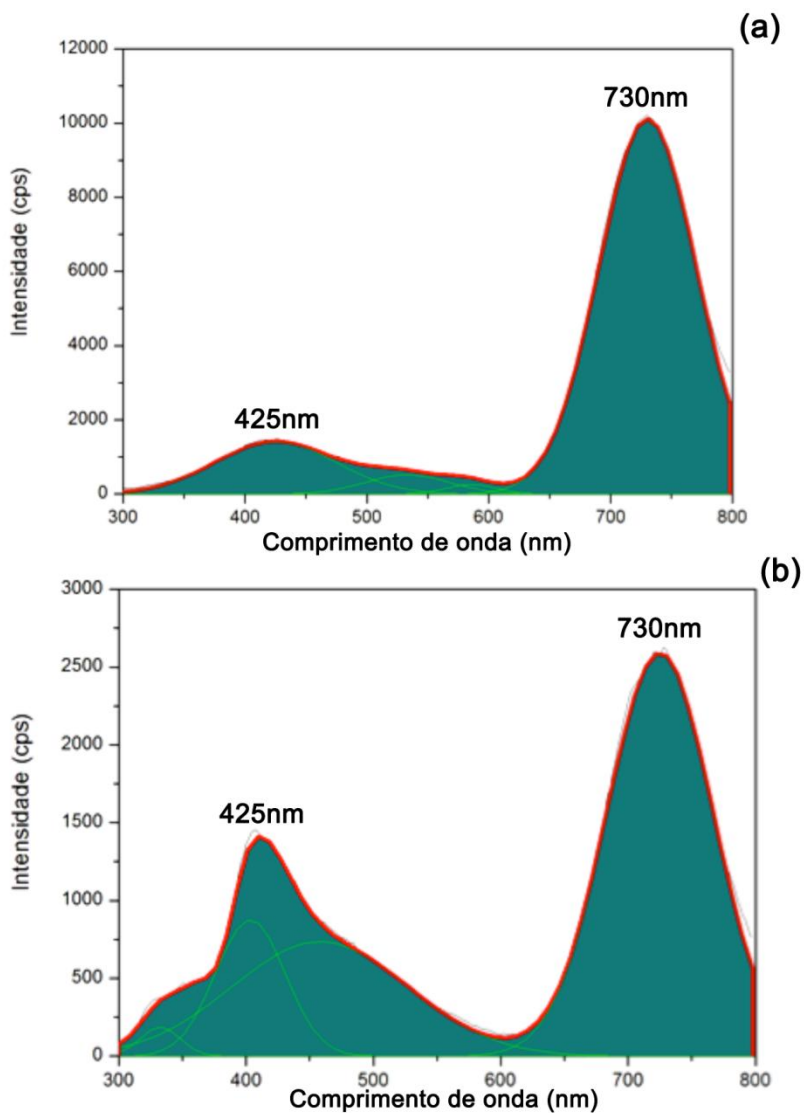 (a)
12000
10000
8000
6000
4000
2000
0
Intensidade (cps)
730nm
425nm
300 400 500 600 700 800
Comprimento de onda (nm)
(b)
3000
2500
2000
1500
1000
500
0
Intensidade (cps)
730nm
425nm
300 400 500 600 700 800
Comprimento de onda (nm)